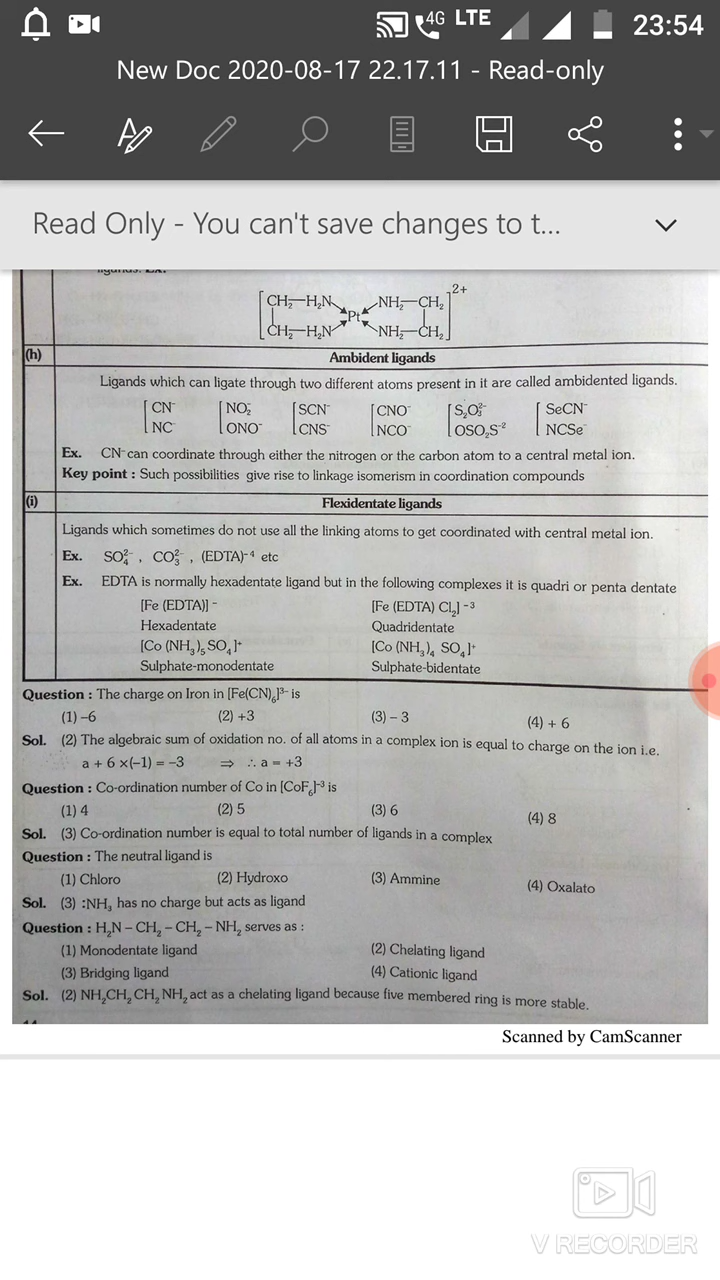 4G LTE 23:54
New Doc 2020-08-17 22.17.11 - Read-only
Read Only - You can't save changes to t...
ligands. Ex.
[CH₂—H₂N NH₂—CH₂]²⁺
Pt
CH₂—H₂N NH₂—CH₂
(h) Ambident ligands
Ligands which can ligate through two different atoms present in it are called ambidented ligands.
[CN⁻ [NO₂⁻ [SCN⁻ [CNO⁻ [S₂O₃²⁻ [SeCN⁻
NC⁻ ONO⁻ CNS⁻ NCO⁻ OSO₂S⁻² NCSe⁻
Ex. CN⁻ can coordinate through either the nitrogen or the carbon atom to a central metal ion.
Key point : Such possibilities give rise to linkage isomerism in coordination compounds
(i) Flexidentate ligands
Ligands which sometimes do not use all the linking atoms to get coordinated with central metal ion.
Ex. SO₄²⁻ , CO₃²⁻ , (EDTA)⁻⁴ etc
Ex. EDTA is normally hexadentate ligand but in the following complexes it is quadri or penta dentate
[Fe (EDTA)] ⁻ [Fe (EDTA) Cl₂] ⁻³
Hexadentate Quadridentate
[Co (NH₃)₅ SO₄]⁺ [Co (NH₃)₄ SO₄]⁺
Sulphate-monodentate Sulphate-bidentate
Question : The charge on Iron in [Fe(CN)₆]³⁻ is
(1) –6 (2) +3 (3) – 3 (4) + 6
Sol. (2) The algebraic sum of oxidation no. of all atoms in a complex ion is equal to charge on the ion i.e.
a + 6 ×(–1) = –3 ⇒ ∴ a = +3
Question : Co-ordination number of Co in [CoF₆]⁻³ is
(1) 4 (2) 5 (3) 6 (4) 8
Sol. (3) Co-ordination number is equal to total number of ligands in a complex
Question : The neutral ligand is
(1) Chloro (2) Hydroxo (3) Ammine (4) Oxalato
Sol. (3) :NH₃ has no charge but acts as ligand
Question : H₂N – CH₂ – CH₂ – NH₂ serves as :
(1) Monodentate ligand (2) Chelating ligand
(3) Bridging ligand (4) Cationic ligand
Sol. (2) NH₂CH₂ CH₂ NH₂ act as a chelating ligand because five membered ring is more stable.
Scanned by CamScanner
V RECORDER